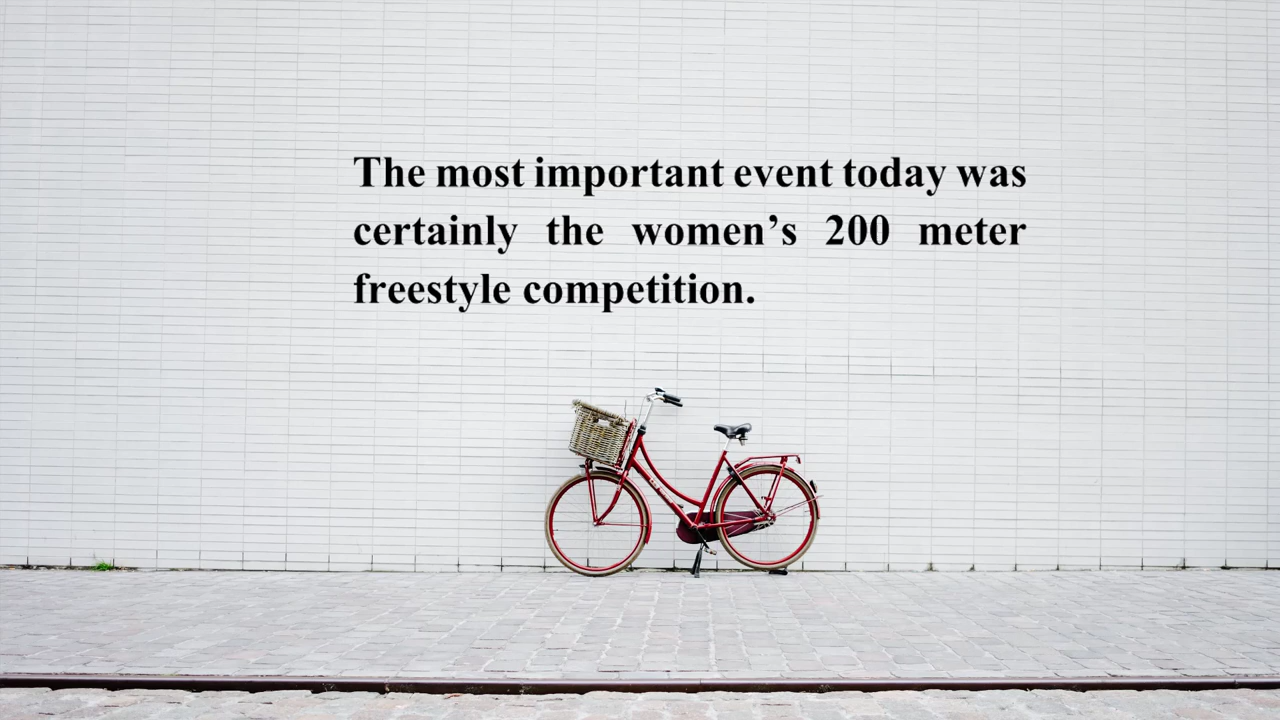 The most important event today was
certainly the women’s 200 meter
freestyle competition.